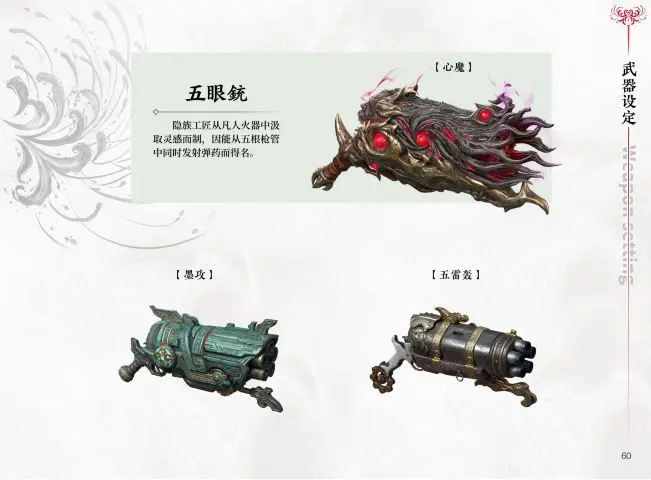 五眼銃
隐族工匠从凡人火器中汲
取灵感而制，因能从五根枪管
中同时发射弹药而得名。
【心魔】
【墨攻】
【五雷轰】
武器设定
Weapon setting
60